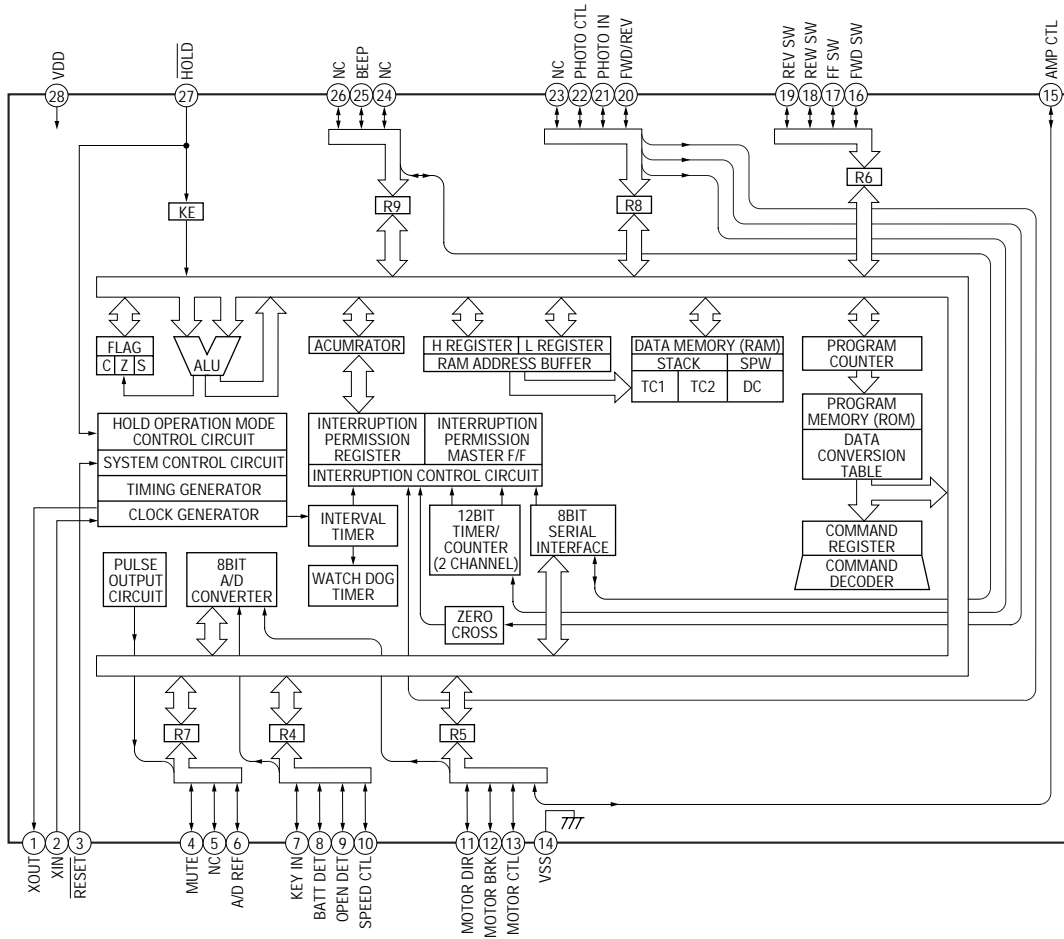 VDD
HOLD
NC
BEEP
NC
NC
PHOTO CTL
PHOTO IN
FWD/REV
REV SW
REW SW
FF SW
FWD SW
AMP CTL
28
27
26
25
24
23
22
21
20
19
18
17
16
15
KE
R9
R8
R6
FLAG
C Z S
ALU
ACUMRATOR
H REGISTER
L REGISTER
RAM ADDRESS BUFFER
DATA MEMORY (RAM)
STACK
SPW
TC1
TC2
DC
PROGRAM
COUNTER
PROGRAM
MEMORY (ROM)
DATA
CONVERSION
TABLE
HOLD OPERATION MODE
CONTROL CIRCUIT
SYSTEM CONTROL CIRCUIT
TIMING GENERATOR
CLOCK GENERATOR
INTERRUPTION
PERMISSION
REGISTER
INTERRUPTION
PERMISSION
MASTER F/F
INTERRUPTION CONTROL CIRCUIT
INTERVAL
TIMER
WATCH DOG
TIMER
12BIT
TIMER/
COUNTER
(2 CHANNEL)
8BIT
SERIAL
INTERFACE
COMMAND
REGISTER
COMMAND
DECODER
PULSE
OUTPUT
CIRCUIT
8BIT
A/D
CONVERTER
ZERO
CROSS
R7
R4
R5
1
2
3
4
5
6
7
8
9
10
11
12
13
14
XOUT
XIN
RESET
MUTE
NC
A/D REF
KEY IN
BATT DET
OPEN DET
SPEED CTL
MOTOR DIR
MOTOR BRK
MOTOR CTL
VSS